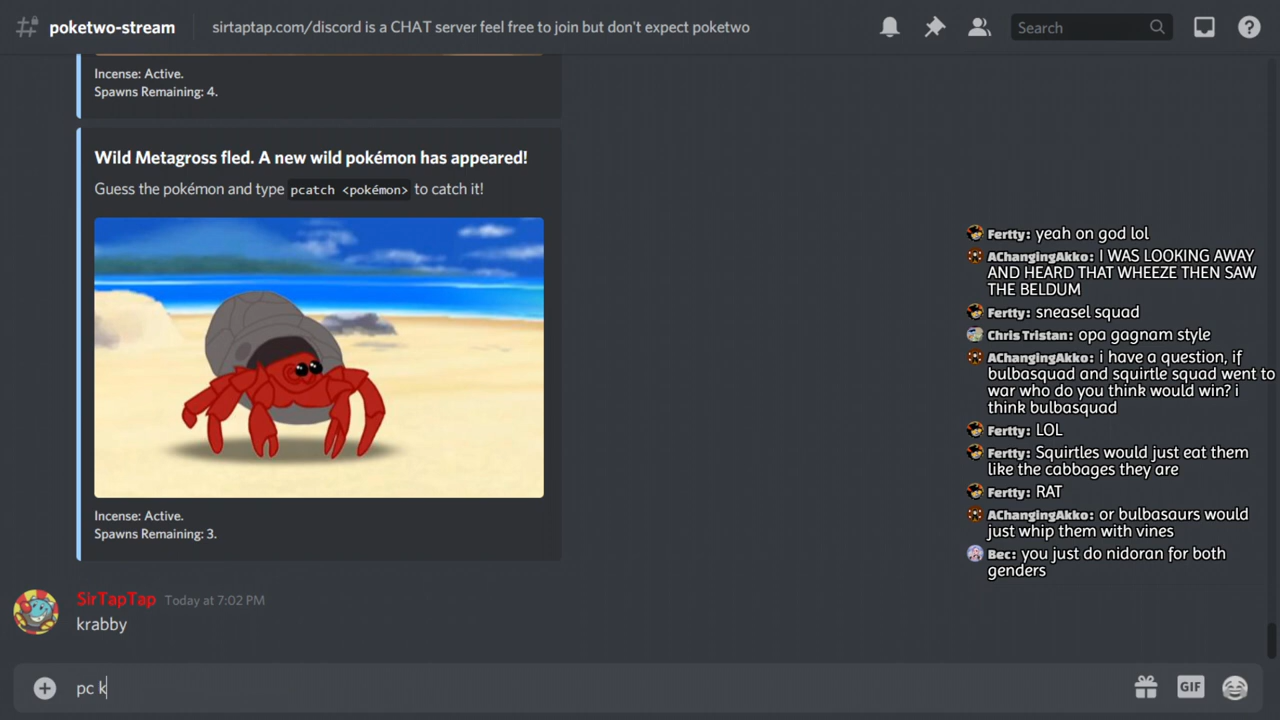 poketwo-stream
sirtaptap.com/discord is a CHAT server feel free to join but don't expect poketwo
Search
Incense: Active.
Spawns Remaining: 4.
Wild Metagross fled. A new wild pokémon has appeared!
Guess the pokémon and type pcatch <pokémon> to catch it!
Incense: Active.
Spawns Remaining: 3.
SirTapTap Today at 7:02 PM
krabby
pc k
GIF
Fertty: yeah on god lol
AChangingAkko: I WAS LOOKING AWAY
AND HEARD THAT WHEEZE THEN SAW
THE BELDUM
Fertty: sneasel squad
Chris Tristan: opa gagnam style
AChangingAkko: i have a question, if
bulbasquad and squirtle squad went to
war who do you think would win? i
think bulbasquad
Fertty: LOL
Fertty: Squirtles would just eat them
like the cabbages they are
Fertty: RAT
AChangingAkko: or bulbasaurs would
just whip them with vines
Bec: you just do nidoran for both
genders